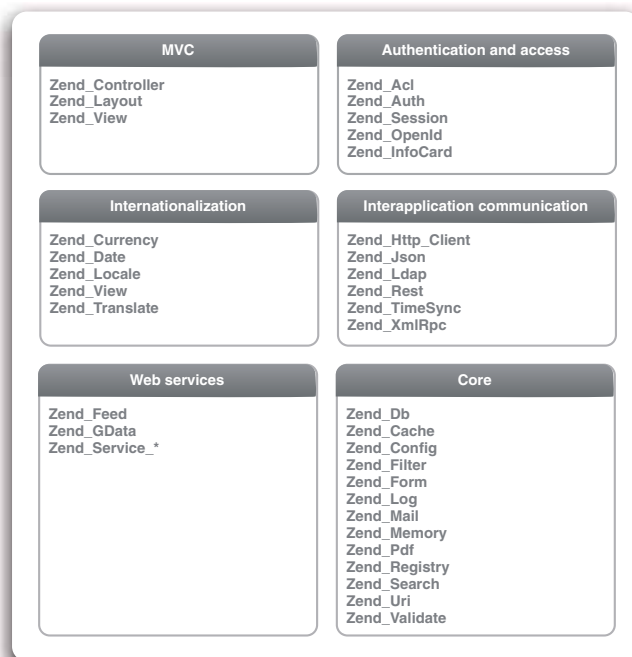 MVC
Zend_Controller
Zend_Layout
Zend_View
Authentication and access
Zend_Acl
Zend_Auth
Zend_Session
Zend_OpenId
Zend_InfoCard
Internationalization
Zend_Currency
Zend_Date
Zend_Locale
Zend_View
Zend_Translate
Interapplication communication
Zend_Http_Client
Zend_Json
Zend_Ldap
Zend_Rest
Zend_TimeSync
Zend_XmlRpc
Web services
Zend_Feed
Zend_GData
Zend_Service_*
Core
Zend_Db
Zend_Cache
Zend_Config
Zend_Filter
Zend_Form
Zend_Log
Zend_Mail
Zend_Memory
Zend_Pdf
Zend_Registry
Zend_Search
Zend_Uri
Zend_Validate